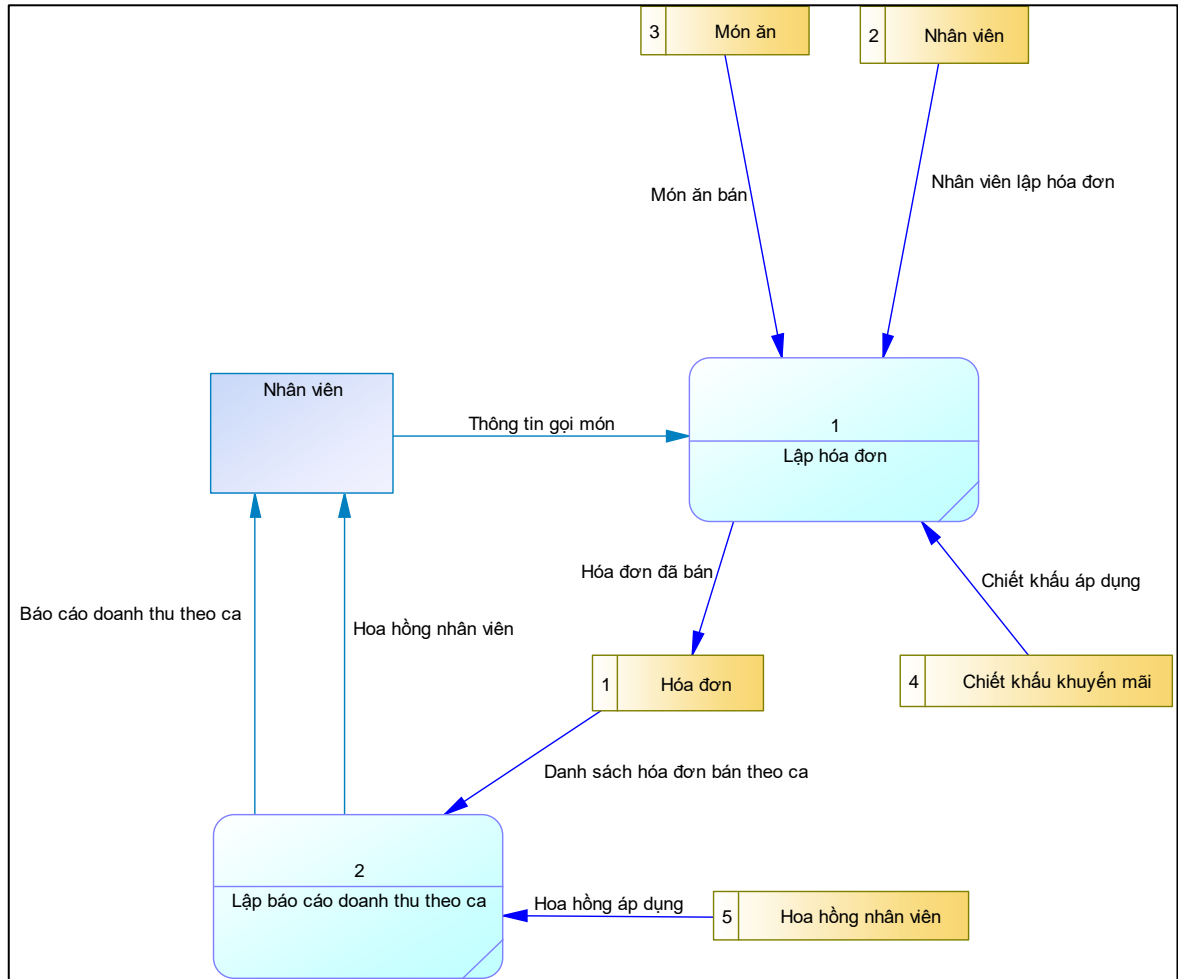 3 Món ăn
2 Nhân viên
Món ăn bán
Nhân viên lập hóa đơn
Nhân viên
Thông tin gọi món
1
Lập hóa đơn
Hóa đơn đã bán
Chiết khấu áp dụng
Báo cáo doanh thu theo ca
Hoa hồng nhân viên
1 Hóa đơn
4 Chiết khấu khuyến mãi
Danh sách hóa đơn bán theo ca
2
Lập báo cáo doanh thu theo ca
Hoa hồng áp dụng
5 Hoa hồng nhân viên